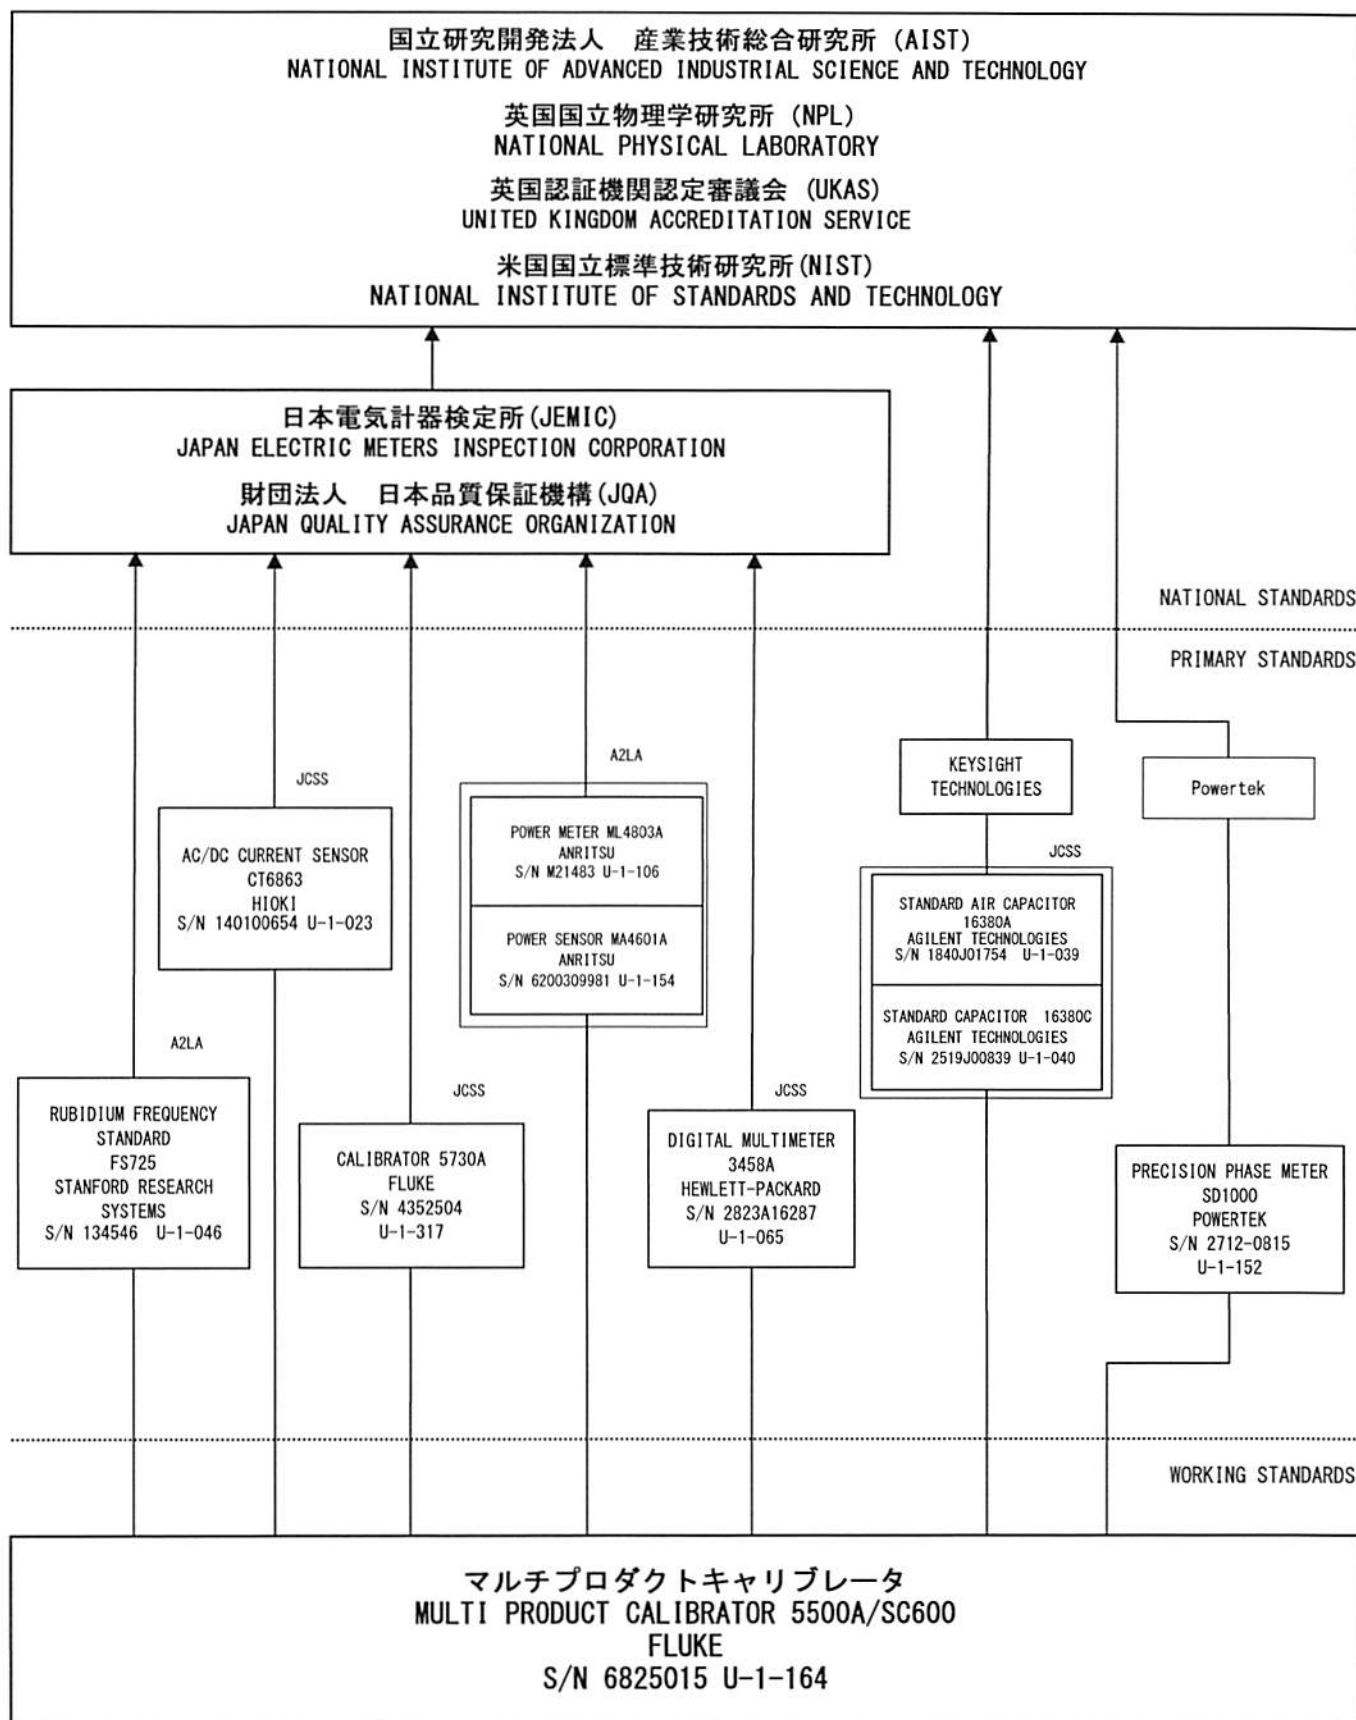 国立研究開発法人　産業技術総合研究所 (AIST)
NATIONAL INSTITUTE OF ADVANCED INDUSTRIAL SCIENCE AND TECHNOLOGY
英国国立物理学研究所 (NPL)
NATIONAL PHYSICAL LABORATORY
英国認証機関認定審議会 (UKAS)
UNITED KINGDOM ACCREDITATION SERVICE
米国国立標準技術研究所(NIST)
NATIONAL INSTITUTE OF STANDARDS AND TECHNOLOGY
日本電気計器検定所(JEMIC)
JAPAN ELECTRIC METERS INSPECTION CORPORATION
財団法人　日本品質保証機構(JQA)
JAPAN QUALITY ASSURANCE ORGANIZATION
NATIONAL STANDARDS
PRIMARY STANDARDS
A2LA
RUBIDIUM FREQUENCY
STANDARD
FS725
STANFORD RESEARCH
SYSTEMS
S/N 134546 U-1-046
JCSS
AC/DC CURRENT SENSOR
CT6863
HIOKI
S/N 140100654 U-1-023
JCSS
CALIBRATOR 5730A
FLUKE
S/N 4352504
U-1-317
A2LA
POWER METER ML4803A
ANRITSU
S/N M21483 U-1-106
POWER SENSOR MA4601A
ANRITSU
S/N 6200309981 U-1-154
JCSS
DIGITAL MULTIMETER
3458A
HEWLETT-PACKARD
S/N 2823A16287
U-1-065
KEYSIGHT
TECHNOLOGIES
JCSS
STANDARD AIR CAPACITOR
16380A
AGILENT TECHNOLOGIES
S/N 1840J01754 U-1-039
STANDARD CAPACITOR 16380C
AGILENT TECHNOLOGIES
S/N 2519J00839 U-1-040
Powertek
PRECISION PHASE METER
SD1000
POWERTEK
S/N 2712-0815
U-1-152
WORKING STANDARDS
マルチプロダクトキャリブレータ
MULTI PRODUCT CALIBRATOR 5500A/SC600
FLUKE
S/N 6825015 U-1-164